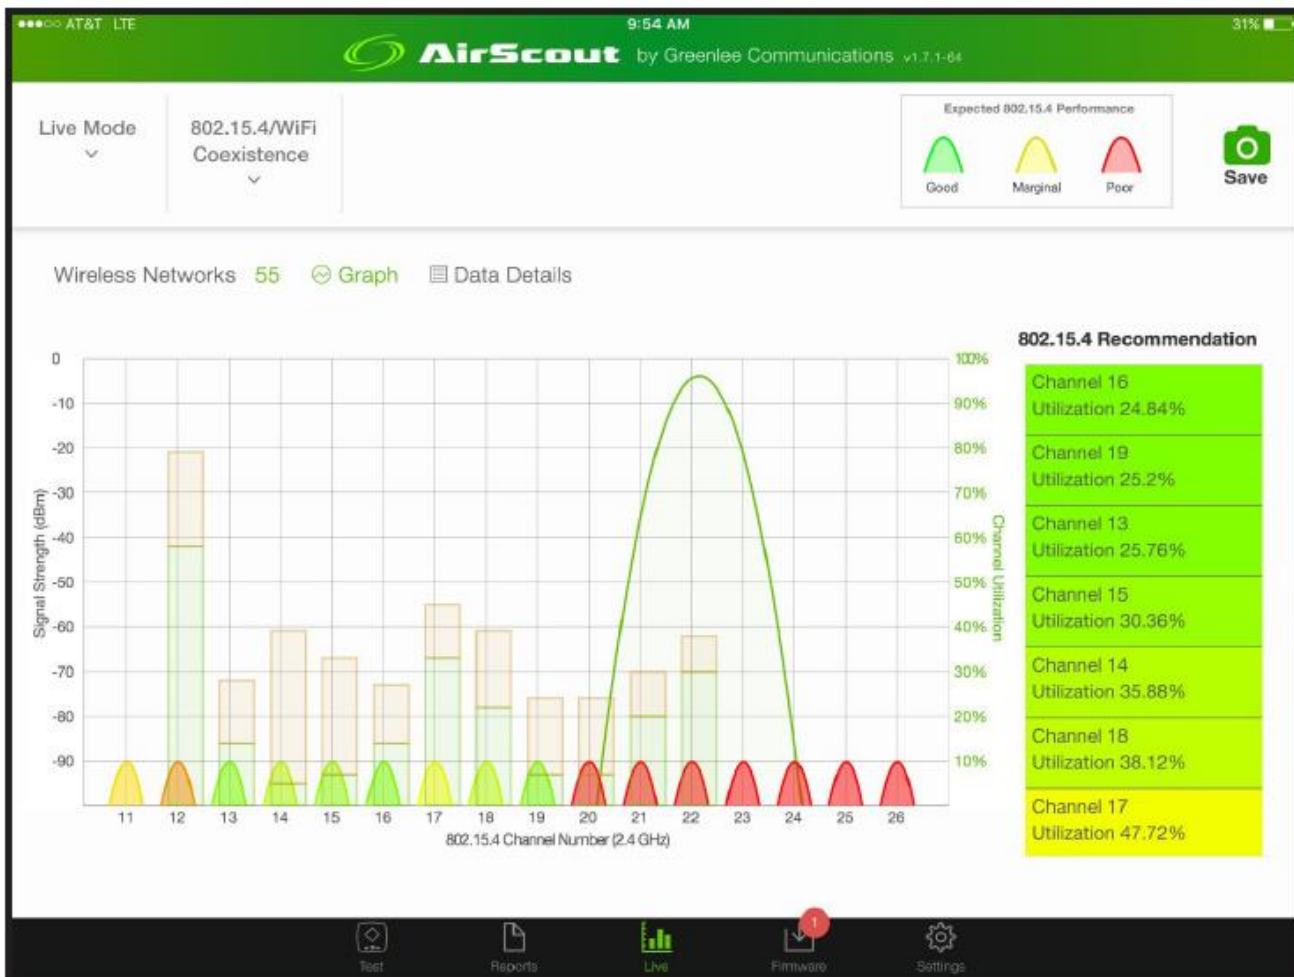 AT&T LTE
9:54 AM
31%
AirScout by Greenlee Communications v1.7.1-64
Live Mode
802.15.4/WiFi
Coexistence
Expected 802.15.4 Performance
Good
Marginal
Poor
Save
Wireless Networks 55
Graph
Data Details
802.15.4 Recommendation
Channel 16
Utilization 24.84%
Channel 19
Utilization 25.2%
Channel 13
Utilization 25.76%
Channel 15
Utilization 30.36%
Channel 14
Utilization 35.88%
Channel 18
Utilization 38.12%
Channel 17
Utilization 47.72%
Signal Strength (dBm)
0
-10
-20
-30
-40
-50
-60
-70
-80
-90
100%
90%
80%
70%
60%
50%
40%
30%
20%
10%
Channel Utilization
11 12 13 14 15 16 17 18 19 20 21 22 23 24 25 26
802.15.4 Channel Number (2.4 GHz)
1
Test
Reports
Live
Firmware
Settings